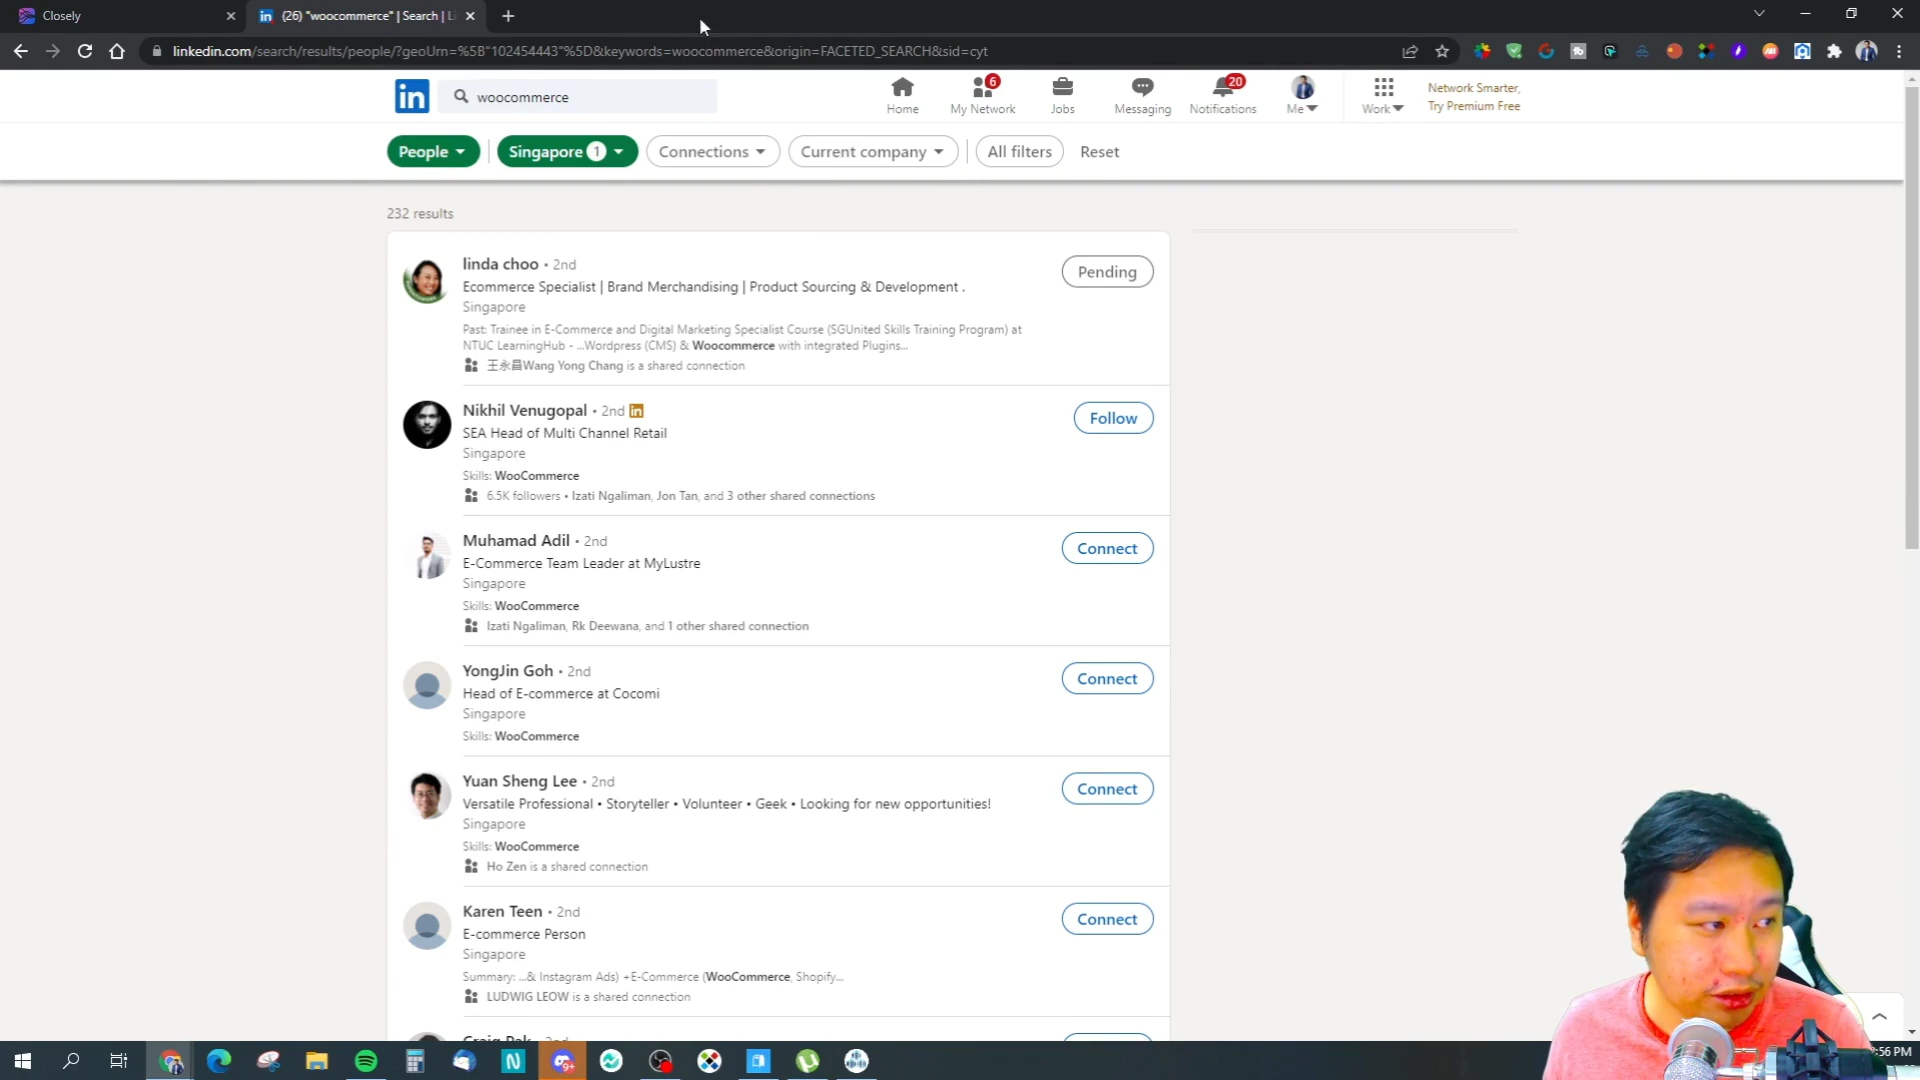 Closely
(26) "woocommerce" | Search | Li
linkedin.com/search/results/people/?geoUrn=%5B"102454443"%5D&keywords=woocommerce&origin=FACETED_SEARCH&sid=cyt
in
woocommerce
Home
6
My Network
Jobs
Messaging
20
Notifications
Me
Work
Network Smarter,
Try Premium Free
People
Singapore 1
Connections
Current company
All filters
Reset
232 results
linda choo • 2nd
Pending
Ecommerce Specialist | Brand Merchandising | Product Sourcing & Development .
Singapore
Past: Trainee in E-Commerce and Digital Marketing Specialist Course (SGUnited Skills Training Program) at
NTUC LearningHub - ...Wordpress (CMS) & Woocommerce with integrated Plugins...
王永昌Wang Yong Chang is a shared connection
Nikhil Venugopal • 2nd in
Follow
SEA Head of Multi Channel Retail
Singapore
Skills: WooCommerce
6.5K followers • Izati Ngaliman, Jon Tan, and 3 other shared connections
Muhamad Adil • 2nd
Connect
E-Commerce Team Leader at MyLustre
Singapore
Skills: WooCommerce
Izati Ngaliman, Rk Deewana, and 1 other shared connection
YongJin Goh • 2nd
Connect
Head of E-commerce at Cocomi
Singapore
Skills: WooCommerce
Yuan Sheng Lee • 2nd
Connect
Versatile Professional • Storyteller • Volunteer • Geek • Looking for new opportunities!
Singapore
Skills: WooCommerce
Ho Zen is a shared connection
Karen Teen • 2nd
Connect
E-commerce Person
Singapore
Summary: ...& Instagram Ads) +E-Commerce (WooCommerce, Shopify...
LUDWIG LEOW is a shared connection
:56 PM